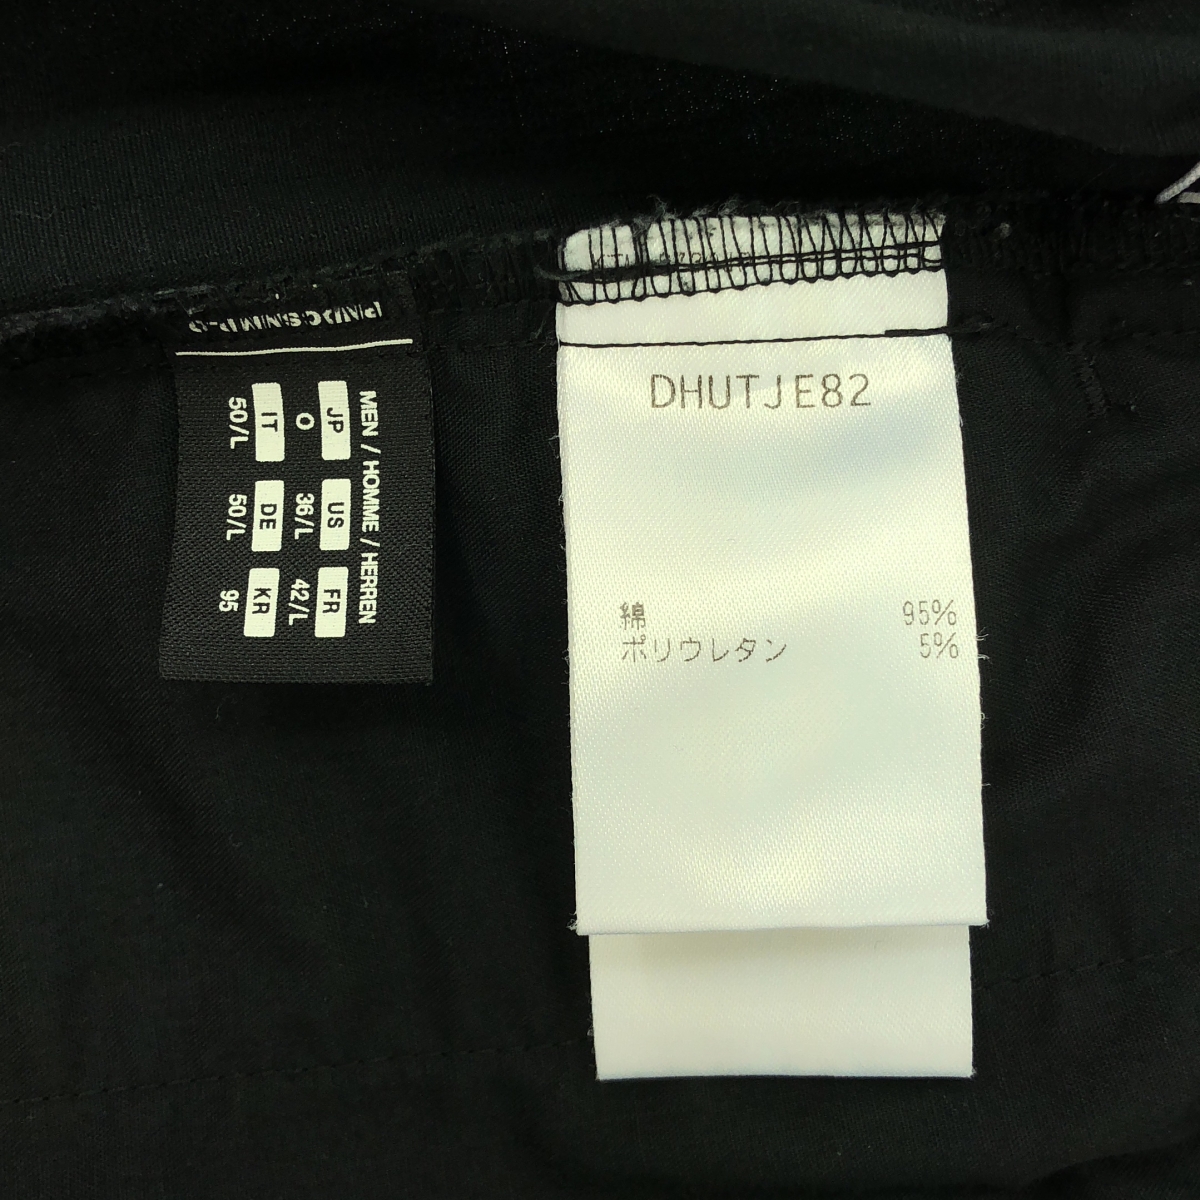 MEN / HOMME / HERREN
JP US FR
O 36/L 42/L
IT DE KR
50/L 50/L 95
DHUTJE82
綿 95%
ポリウレタン 5%